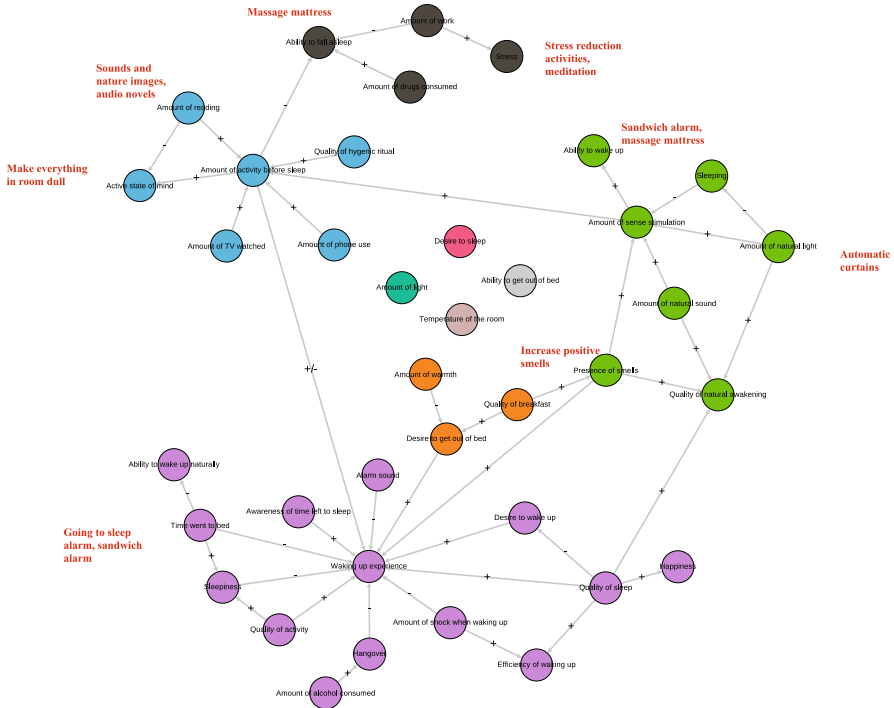 Massage mattress
Amount of work
-
Ability to fall asleep
+
Stress
Stress reduction
activities,
meditation
Sounds and
nature images,
audio novels
+
Amount of drugs consumed
-
Amount of reading
Sandwich alarm,
massage mattress
-
+
Quality of hygenic ritual
Ability to wake up
Make everything
in room dull
+
Amount of activity before sleep
Sleeping
+
Active state of mind
+
-
-
+
Amount of sense stimulation
+
+
Amount of TV watched
Amount of phone use
Desire to sleep
+
Amount of natural light
Automatic
curtains
+
Ability to get out of bed
Amount of light
Amount of natural sound
+
Temperature of the room
+
+
Increase positive
smells
+/-
Amount of warmth
Presence of smells
+
+
Quality of breakfast
Quality of natural awakening
-
+
Desire to get out of bed
Ability to wake up naturally
Alarm sound
+
-
+
+
Awareness of time left to sleep
Desire to wake up
Going to sleep
alarm, sandwich
alarm
Time went to bed
-
-
+
+
+
-
Waking up experience
Happiness
-
+
+
Sleepiness
Quality of sleep
+
+
-
-
Quality of activity
Amount of shock when waking up
+
+
Hangover
Efficiency of waking up
+
Amount of alcohol consumed